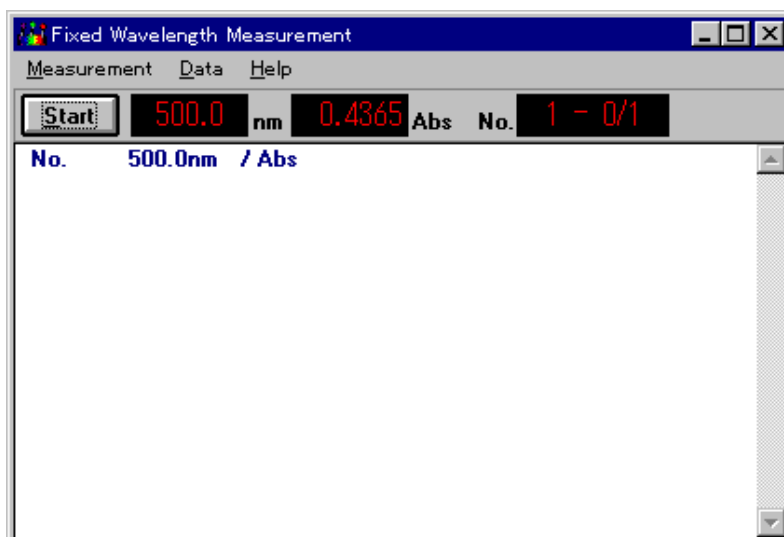 Fixed Wavelength Measurement
Measurement Data Help
Start 500.0 nm 0.4365 Abs No. 1 - 0/1
No. 500.0nm / Abs